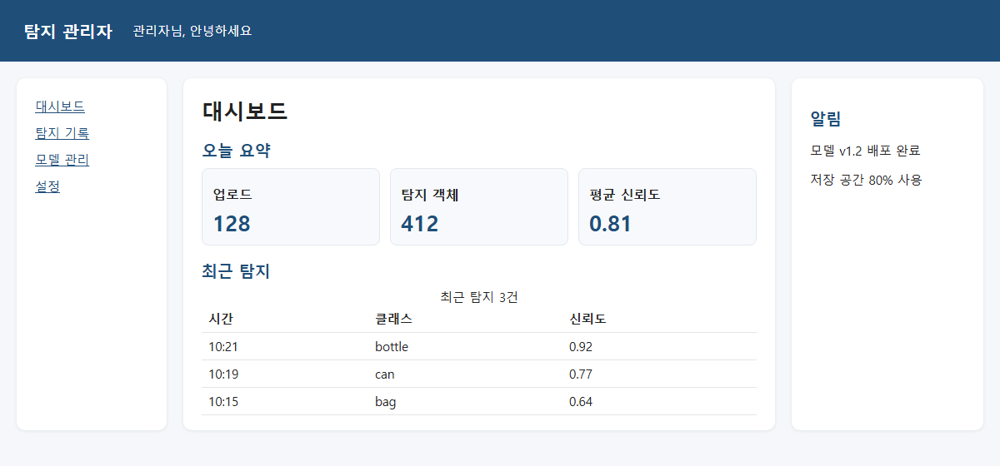 탐지 관리자 관리자님, 안녕하세요
대시보드
탐지 기록
모델 관리
설정
대시보드
오늘 요약
업로드
128
탐지 객체
412
평균 신뢰도
0.81
최근 탐지
최근 탐지 3건
시간 클래스 신뢰도
10:21 bottle 0.92
10:19 can 0.77
10:15 bag 0.64
알림
모델 v1.2 배포 완료
저장 공간 80% 사용